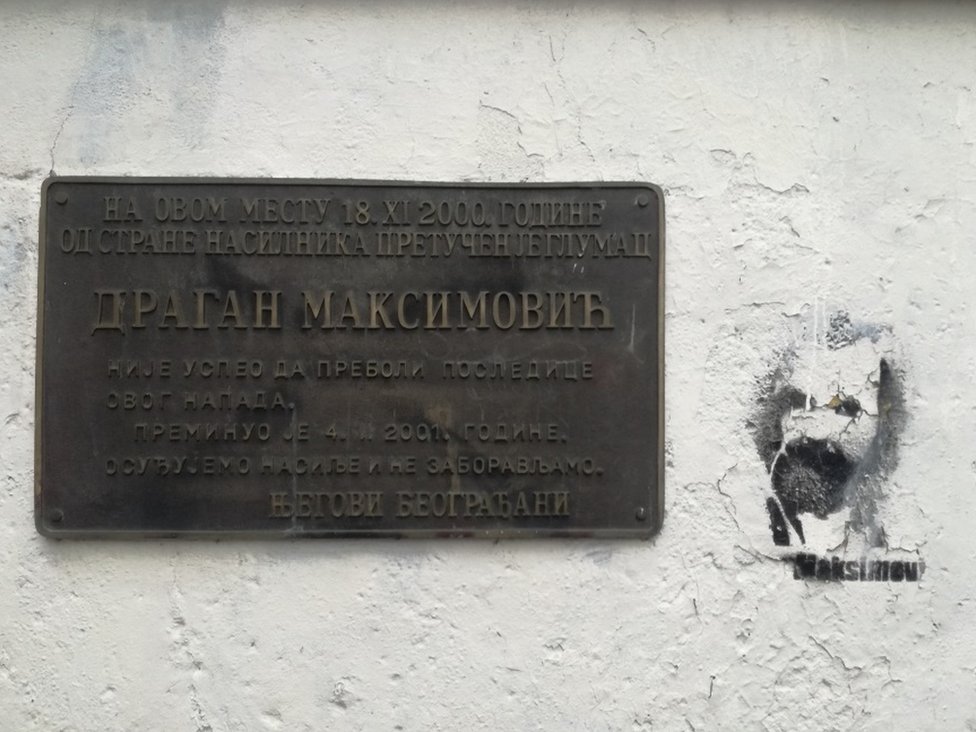 НА ОВОМ МЕСТУ 18. XI 2000. ГОДИНЕ
ОД СТРАНЕ НАСИЛНИКА ПРЕТУЧЕН ЈЕ ГЛУМАЦ
ДРАГАН МАКСИМОВИЋ
НИЈЕ УСПЕО ДА ПРЕБОЛИ ПОСЛЕДИЦЕ
ОВОГ НАПАДА.
ПРЕМИНУО ЈЕ 4. 2001. ГОДИНЕ.
ОСУЂУЈЕМО НАСИЉЕ И НЕ ЗАБОРАВЉАМО.
ЊЕГОВИ БЕОГРАЂАНИ
Maksimov